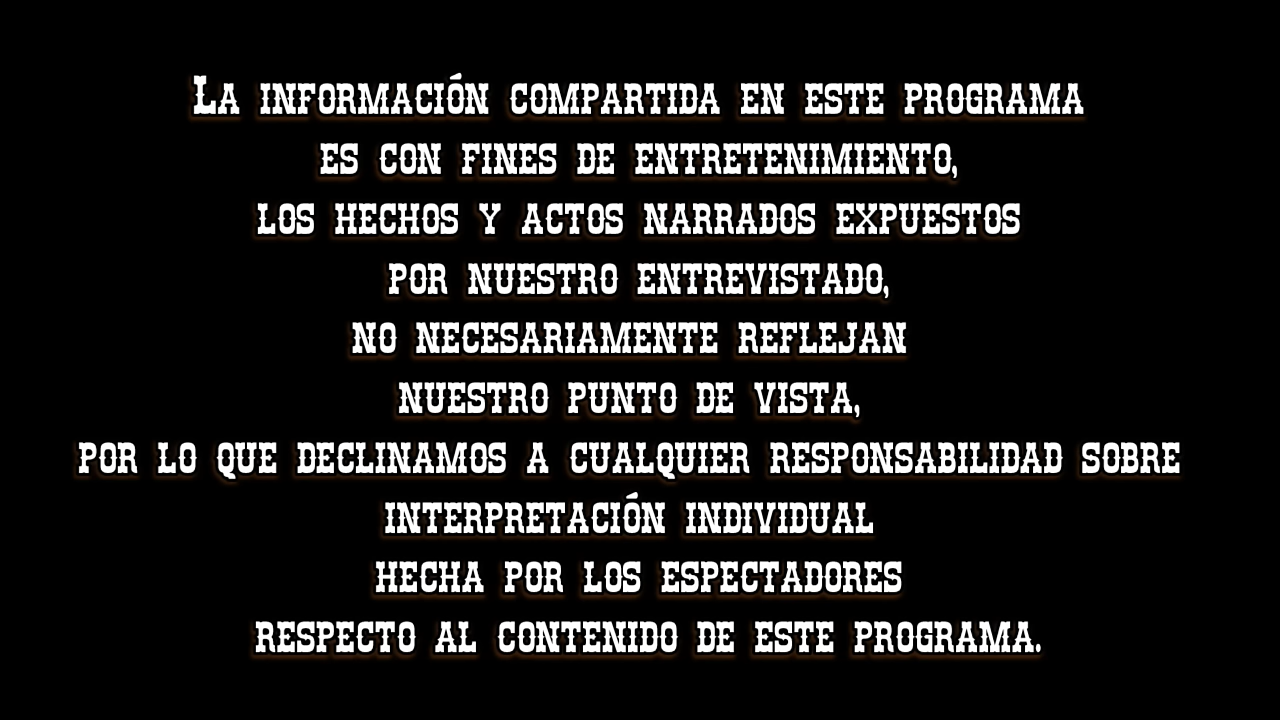 La información compartida en este programa
es con fines de entretenimiento,
los hechos y actos narrados expuestos
por nuestro entrevistado,
no necesariamente reflejan
nuestro punto de vista,
por lo que declinamos a cualquier responsabilidad sobre
interpretación individual
hecha por los espectadores
respecto al contenido de este programa.